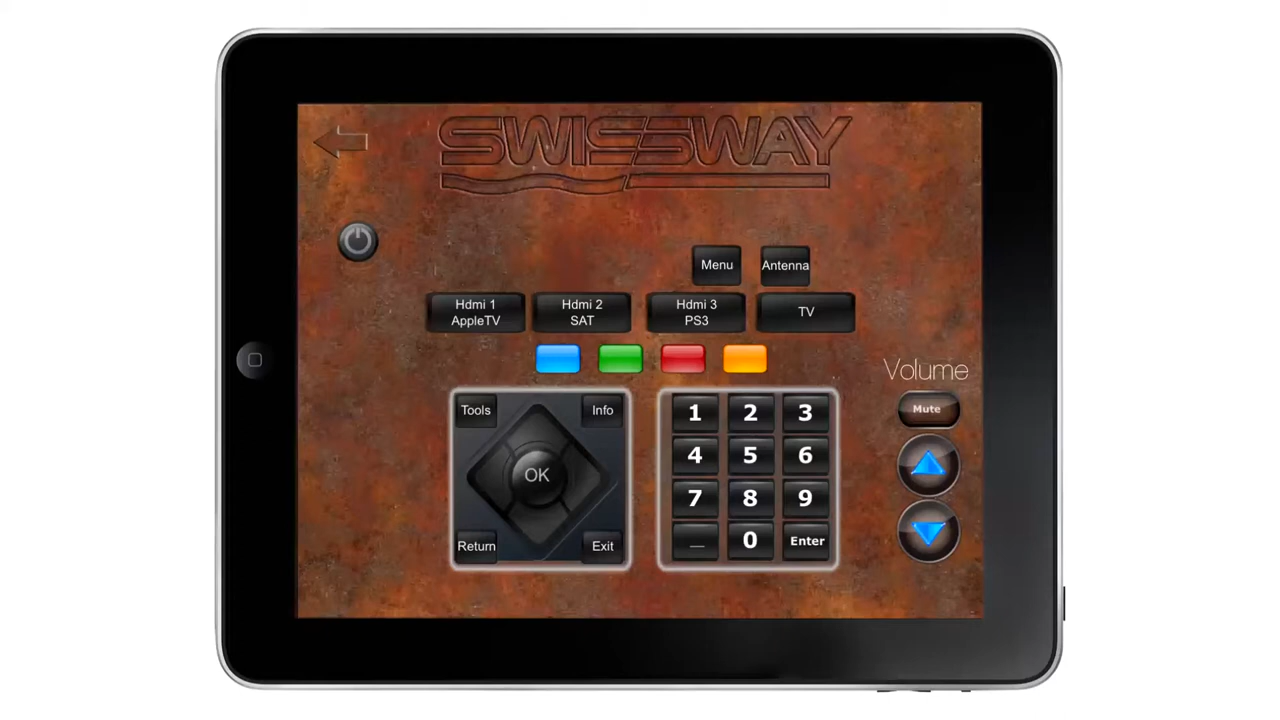 SWISSWAY
Menu
Antenna
Hdmi 1
AppleTV
Hdmi 2
SAT
Hdmi 3
PS3
TV
Volume
Tools
Info
OK
Return
Exit
1 2 3
4 5 6
7 8 9
_ 0 Enter
Mute